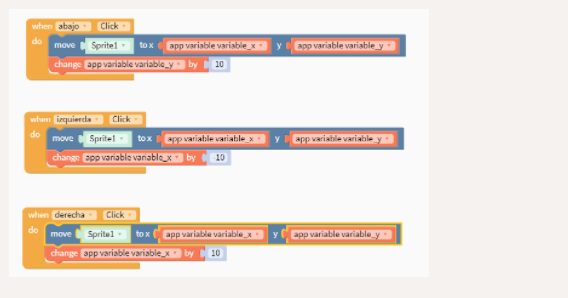 when abajo Click
do move Sprite1 to x app variable variable_x y app variable variable_y
change app variable variable_y by 10
when izquierda Click
do move Sprite1 to x app variable variable_x y app variable variable_y
change app variable variable_x by -10
when derecha Click
do move Sprite1 to x app variable variable_x y app variable variable_y
change app variable variable_x by 10